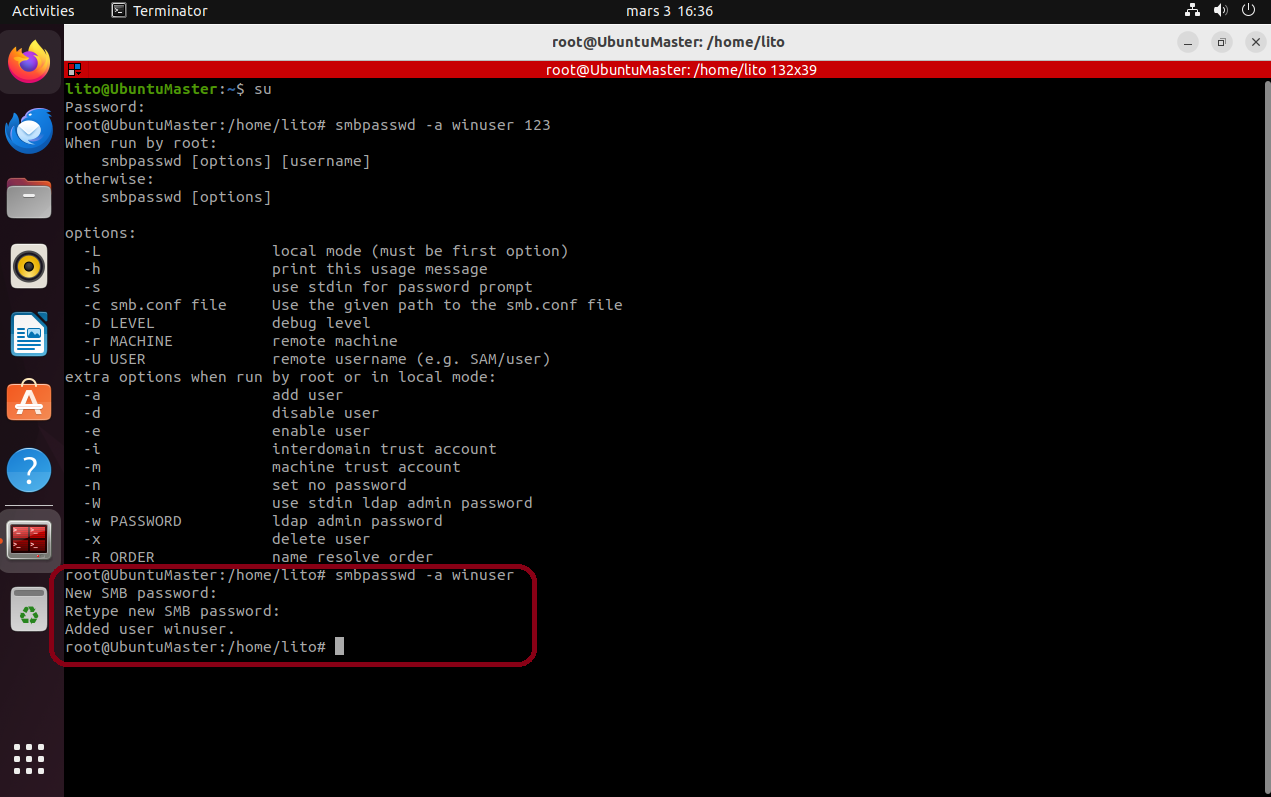 Activities
Terminator
mars 3 16:36
root@UbuntuMaster: /home/lito
root@UbuntuMaster: /home/lito 132x39
lito@UbuntuMaster:~$ su
Password:
root@UbuntuMaster:/home/lito# smbpasswd -a winuser 123
When run by root:
    smbpasswd [options] [username]
otherwise:
    smbpasswd [options]

options:
  -L                   local mode (must be first option)
  -h                   print this usage message
  -s                   use stdin for password prompt
  -c smb.conf file     Use the given path to the smb.conf file
  -D LEVEL             debug level
  -r MACHINE           remote machine
  -U USER              remote username (e.g. SAM/user)
extra options when run by root or in local mode:
  -a                   add user
  -d                   disable user
  -e                   enable user
  -i                   interdomain trust account
  -m                   machine trust account
  -n                   set no password
  -W                   use stdin ldap admin password
  -w PASSWORD          ldap admin password
  -x                   delete user
  -R ORDER             name resolve order
root@UbuntuMaster:/home/lito# smbpasswd -a winuser
New SMB password:
Retype new SMB password:
Added user winuser.
root@UbuntuMaster:/home/lito#